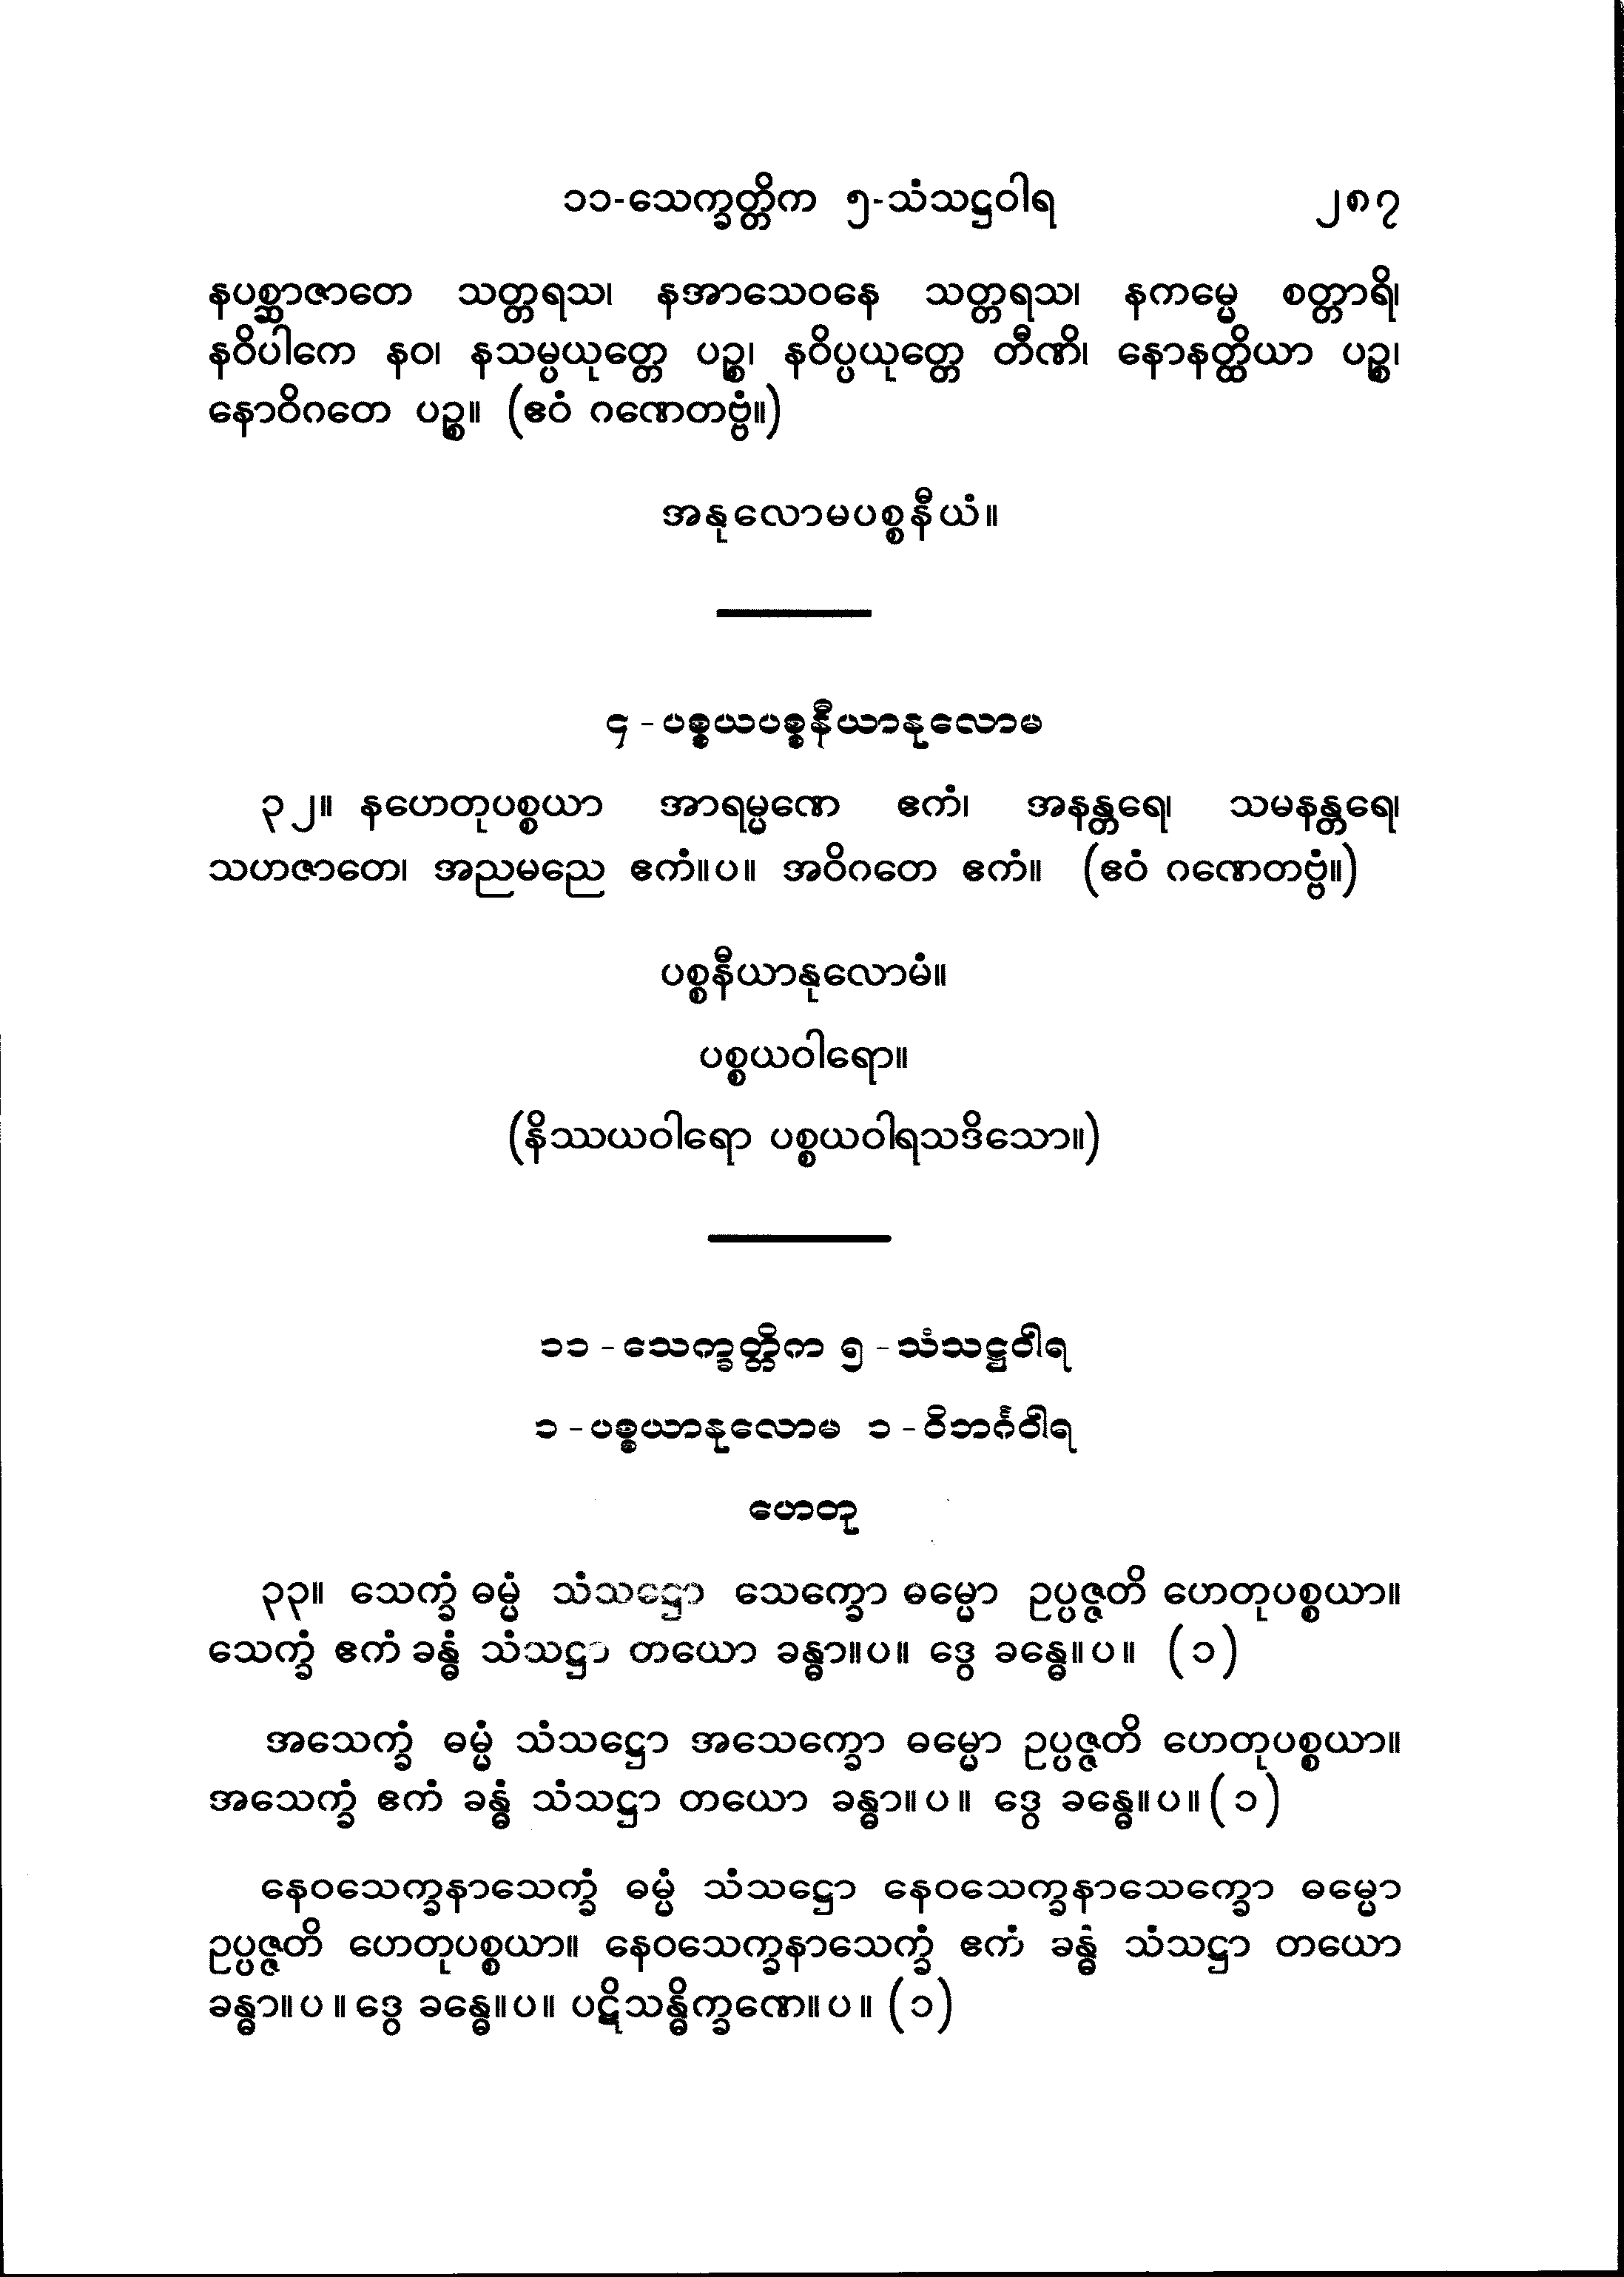 ၁၁-သေက္ခတ္တိက ၅-သံသဋ္ဌဝါရ ၂၈၇
နပစ္ဆာဇာတေ သတ္တရသ၊ နအာသေဝနေ သတ္တရသ၊ နကမ္မေ စတ္တာရိ၊
နဝိပါကေ နဝ၊ နသမ္ပယုတ္တေ ပဉ္စ၊ နဝိပ္ပယုတ္တေ တီဏိ၊ နောနတ္ထိယာ ပဉ္စ၊
နောဝိဂတေ ပဉ္စ။ (ဧဝံ ဂဏေတဗ္ဗံ။)
အနုလောမပစ္စနီယံ။
၄-ပစ္စယပစ္စနီယာနုလောမ
၃၂။ နဟေတုပစ္စယာ အာရမ္မဏေ ဧကံ၊ အနန္တရေ၊ သမနန္တရေ၊
သဟဇာတေ၊ အညမညေ ဧကံ။ပ။ အဝိဂတေ ဧကံ။ (ဧဝံ ဂဏေတဗ္ဗံ။)
ပစ္စနီယာနုလောမံ။
ပစ္စယဝါရော။
(နိဿယဝါရော ပစ္စယဝါရသဒိသော။)
၁၁-သေက္ခတ္တိက ၅-သံသဋ္ဌဝါရ
၁-ပစ္စယာနုလောမ ၁-ဝိဘင်္ဂဝါရ
ဟေတု
၃၃။ သေက္ခံ ဓမ္မံ သံသဋ္ဌော သေက္ခော ဓမ္မော ဥပ္ပဇ္ဇတိ ဟေတုပစ္စယာ။
သေက္ခံ ဧကံ ခန္ဓံ သံသဋ္ဌာ တယော ခန္ဓာ။ပ။ ဒွေ ခန္ဓေ။ပ။ (၁)
အသေက္ခံ ဓမ္မံ သံသဋ္ဌော အသေက္ခော ဓမ္မော ဥပ္ပဇ္ဇတိ ဟေတုပစ္စယာ။
အသေက္ခံ ဧကံ ခန္ဓံ သံသဋ္ဌာ တယော ခန္ဓာ။ပ။ ဒွေ ခန္ဓေ။ပ။(၁)
နေဝသေက္ခနာသေက္ခံ ဓမ္မံ သံသဋ္ဌော နေဝသေက္ခနာသေက္ခော ဓမ္မော
ဥပ္ပဇ္ဇတိ ဟေတုပစ္စယာ။ နေဝသေက္ခနာသေက္ခံ ဧကံ ခန္ဓံ သံသဋ္ဌာ တယော
ခန္ဓာ။ပ။ဒွေ ခန္ဓေ။ပ။ ပဋိသန္ဓိက္ခဏေ။ပ။(၁)